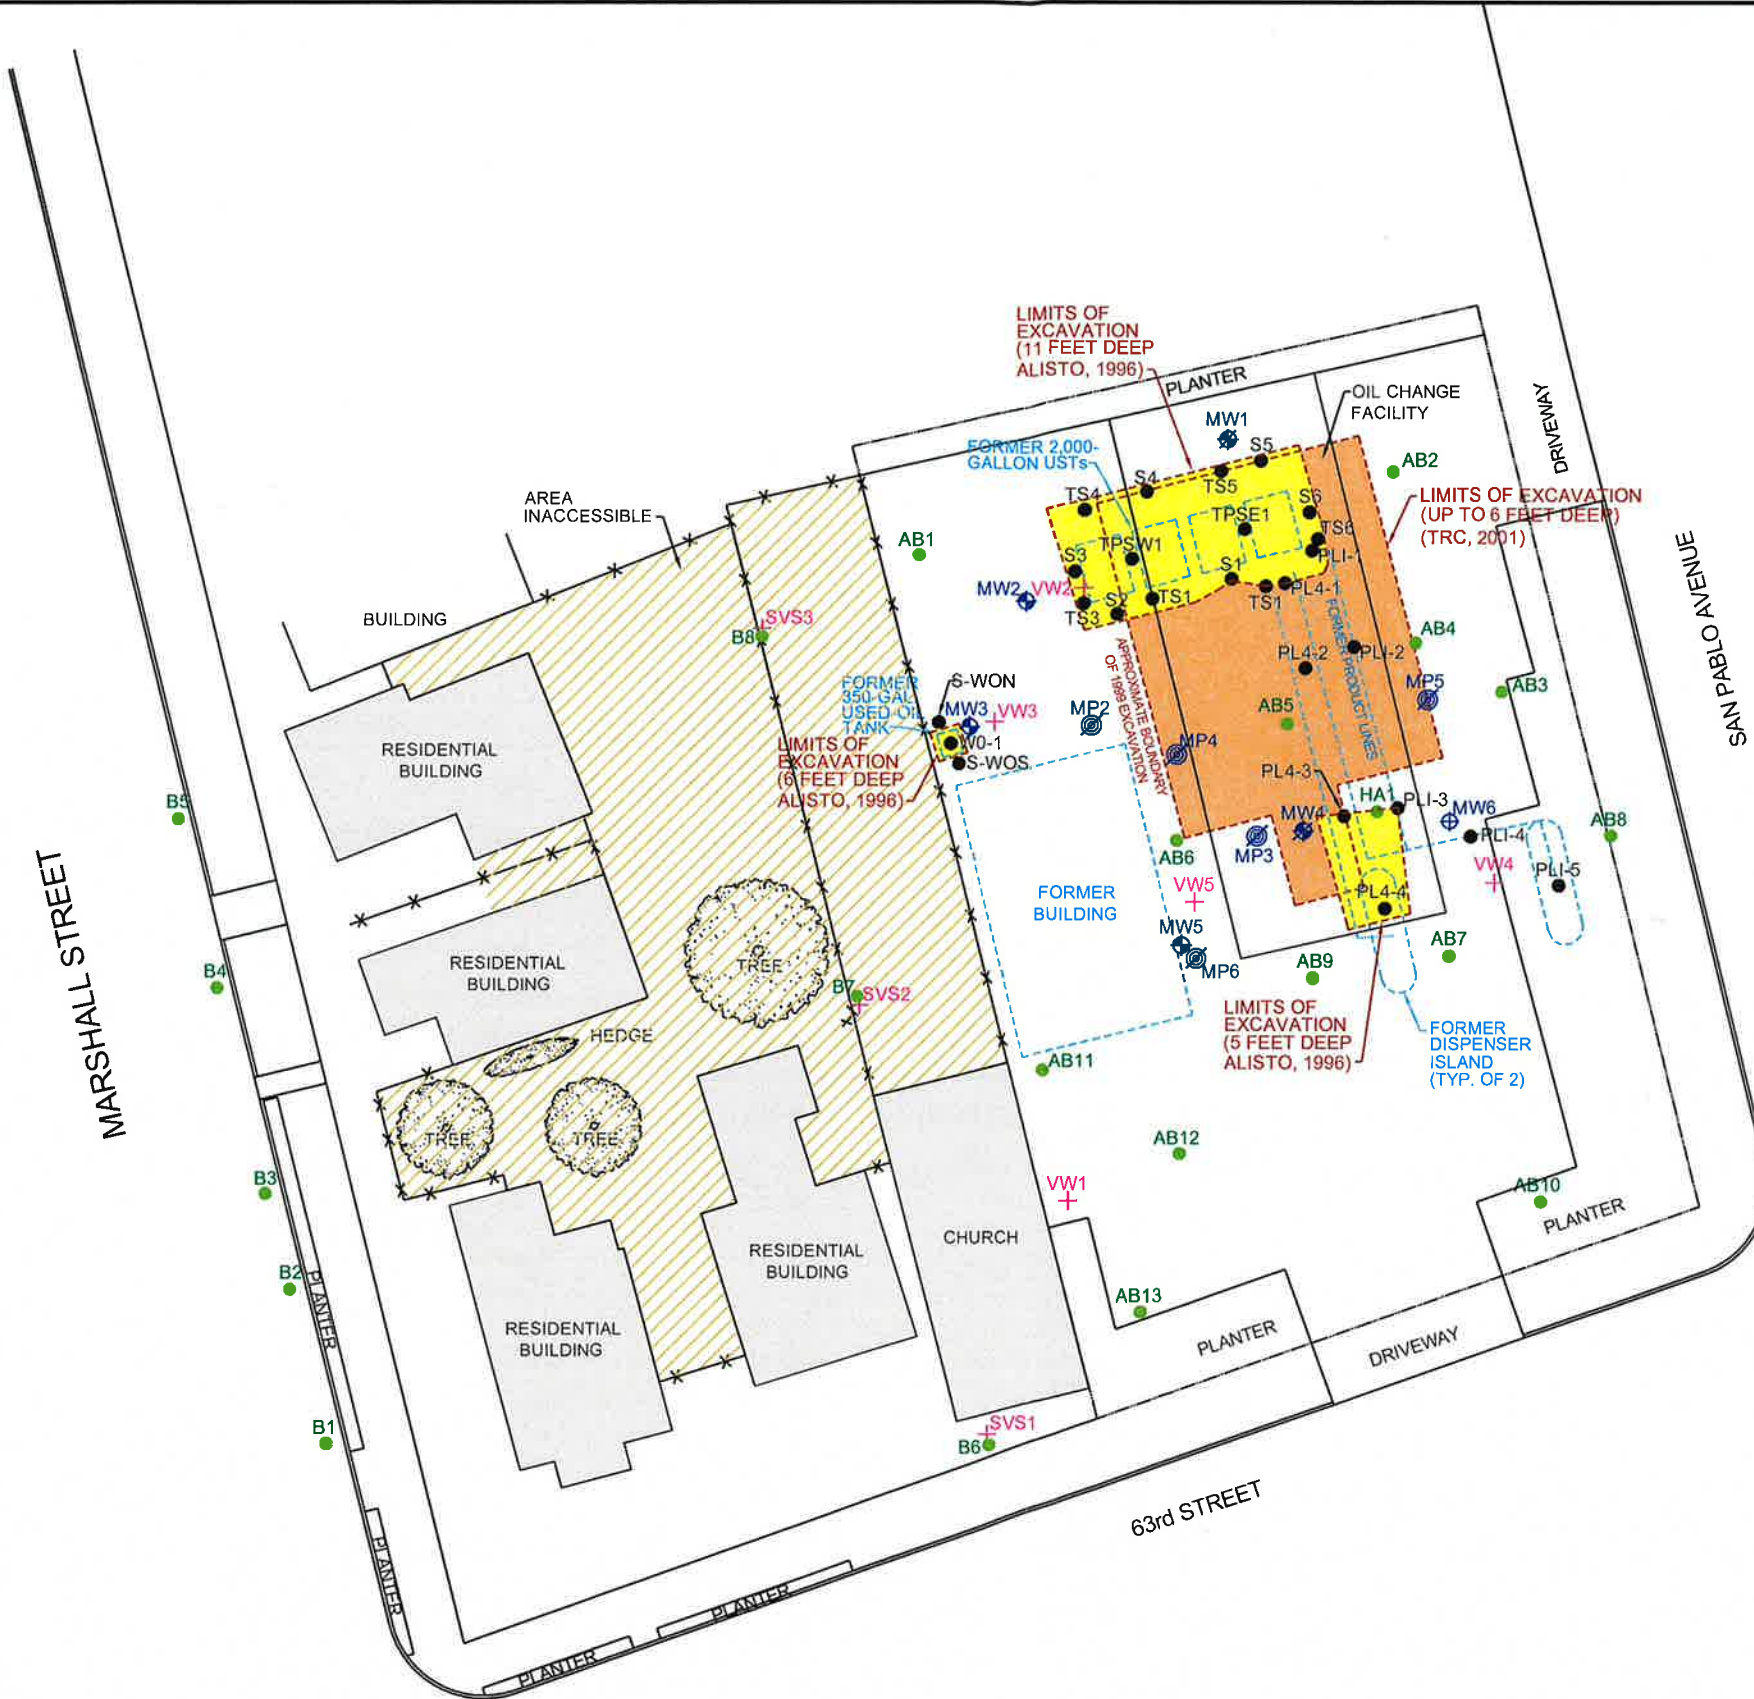 LIMITS OF
EXCAVATION
(11 FEET DEEP
ALISTO, 1996)
PLANTER
OIL CHANGE
FACILITY
DRIVEWAY
MW1
S5
FORMER 2,000-
GALLON USTs
AB2
S4
TS5
TS4
S6
LIMITS OF EXCAVATION
(UP TO 6 FEET DEEP)
(TRC, 2001)
AREA
INACCESSIBLE
TPSE1
TS6
AB1
TPSW1
PLI-1
S3
S1
MW2
VW2
PL4-1
S2
TS1
TS1
TS3
SAN PABLO AVENUE
BUILDING
SVS3
B8
APPROXIMATE BOUNDARY
OF 1999 EXCAVATION
FORMER PRODUCT LINES
AB4
PL4-2
PLI-2
FORMER
350-GAL
USED OIL
TANK
S-WON
MW3
VW3
MP2
AB5
MP5
AB3
RESIDENTIAL
BUILDING
LIMITS OF
EXCAVATION
(6 FEET DEEP
ALISTO, 1996)
WO-1
S-WOS
MP4
PL4-3
HA1
PLI-3
B5
MW6
AB8
MW4
PLI-4
AB6
MP3
VW4
PLI-5
VW5
PL4-4
FORMER
BUILDING
MARSHALL STREET
MW5
AB7
RESIDENTIAL
BUILDING
TREE
B4
B7
SVS2
MP6
AB9
HEDGE
LIMITS OF
EXCAVATION
(5 FEET DEEP
ALISTO, 1996)
FORMER
DISPENSER
ISLAND
(TYP. OF 2)
AB11
TREE
TREE
AB12
B3
VW1
AB10
PLANTER
CHURCH
RESIDENTIAL
BUILDING
B2
PLANTER
AB13
RESIDENTIAL
BUILDING
PLANTER
DRIVEWAY
B1
SVS1
B6
63rd STREET
PLANTER
PLANTER
PLANTER